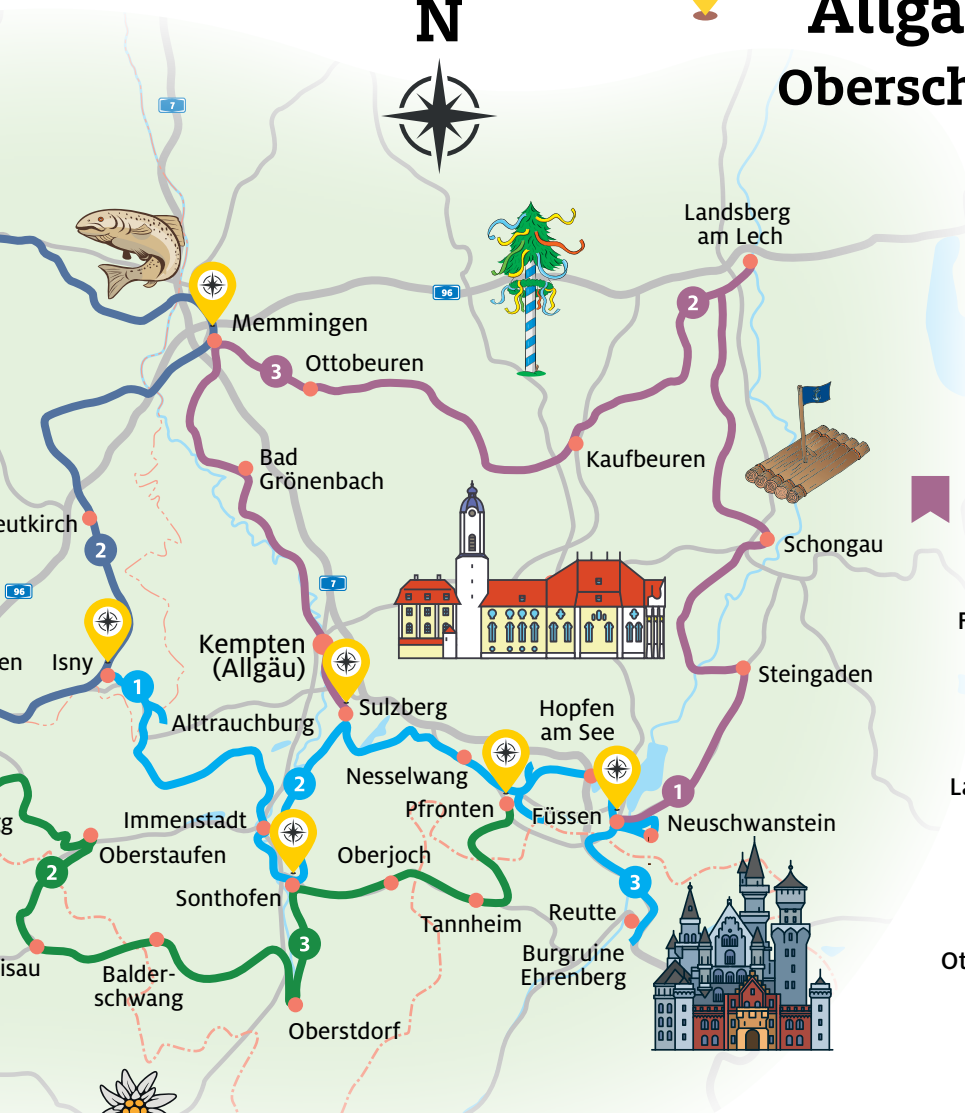 N
Allgä
Obersch
7
Landsberg
am Lech
96
2
Memmingen
3
Ottobeuren
Bad
Grönenbach
Kaufbeuren
eutkirch
2
Schongau
96
7
Kempten
(Allgäu)
en
Isny
1
Alttrauchburg
Sulzberg
Steingaden
Hopfen
am See
Nesselwang
2
1
Pfronten
Füssen
Neuschwanstein
g
Immenstadt
Oberstaufen
Oberjoch
2
Sonthofen
3
Tannheim
Reutte
3
Burgruine
Ehrenberg
isau
Balder-
schwang
Oberstdorf
F
La
Ot